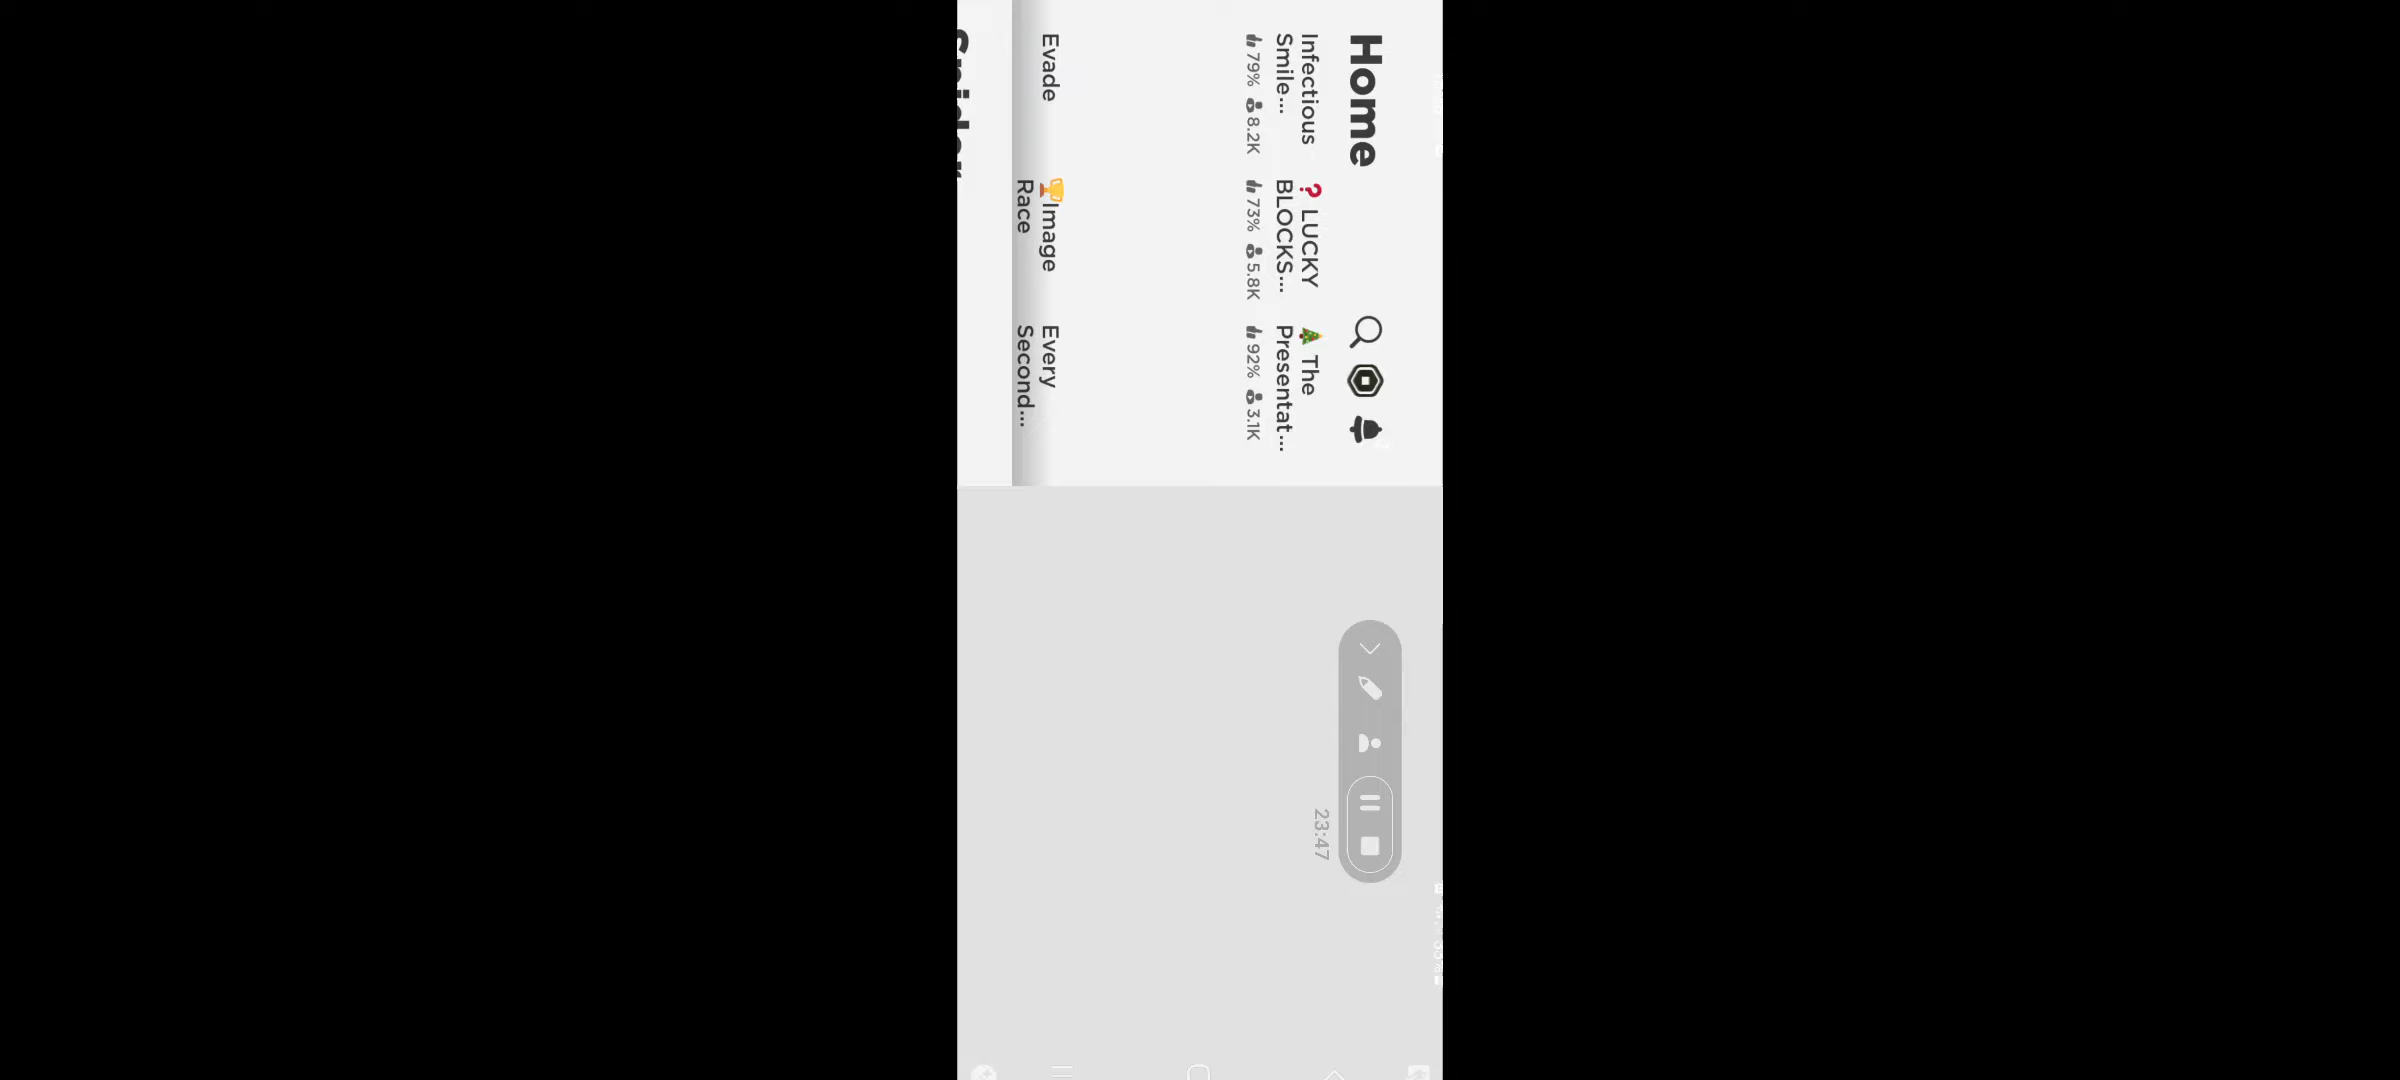 Home
Infectious
Smile...
79% 8.2K
❓ LUCKY
BLOCKS...
73% 5.8K
🎄 The
Presentat...
92% 3.1K
Evade
🏆Image
Race
Every
Second...
23:47